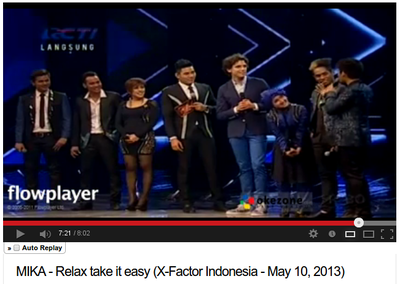 RCTI
LANGSUNG
flowplayer
okezone
7:21 / 8:02
» Auto Replay
MIKA - Relax take it easy (X-Factor Indonesia - May 10, 2013)